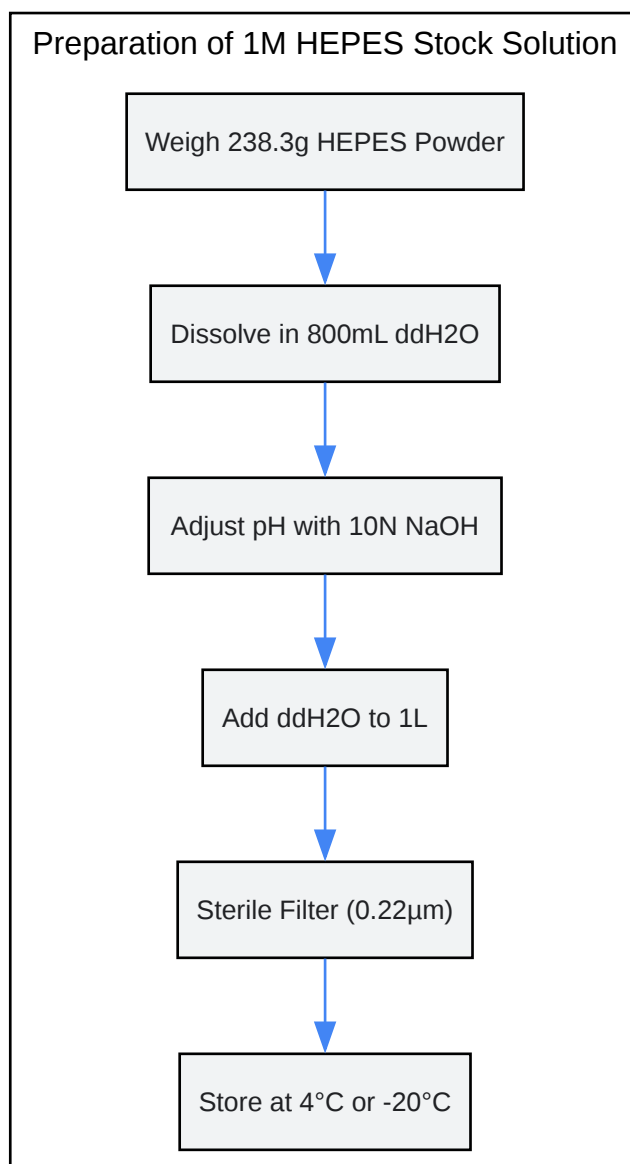 Preparation of 1M HEPES Stock Solution
Weigh 238.3g HEPES Powder
Dissolve in 800mL ddH2O
Adjust pH with 10N NaOH
Add ddH2O to 1L
Sterile Filter (0.22µm)
Store at 4°C or -20°C